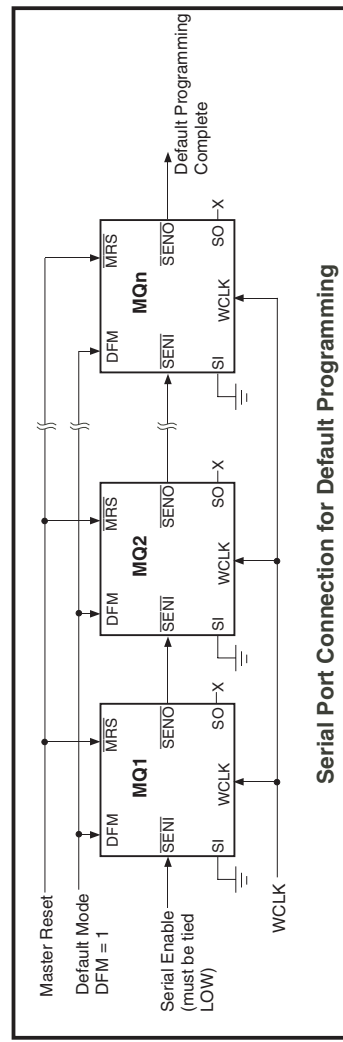 Master Reset
Default Mode
DFM = 1
DFM
MRS
DFM
MRS
DFM
MRS
MQ1
MQ2
MQn
Serial Enable
(must be tied
LOW)
SENI
SENO
SENI
SENO
SENI
SENO
Default Programming
Complete
SI
WCLK
SO
X
SI
WCLK
SO
X
SI
WCLK
SO
X
WCLK
Serial Port Connection for Default Programming